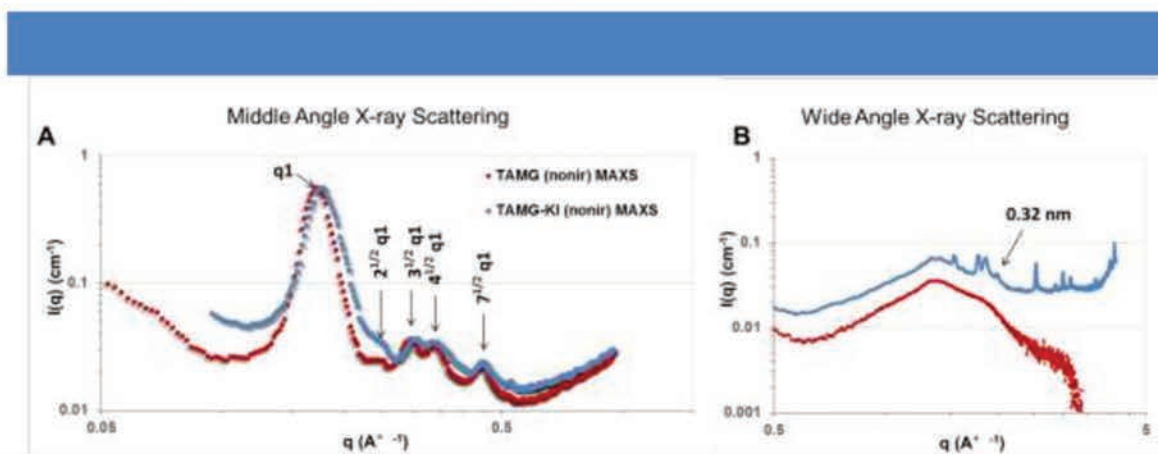 Middle Angle X-ray Scattering
A
q1
TAMG (nonir) MAXS
TAMG-KI (nonir) MAXS
2^1/2 q1
3^1/2 q1
4^1/2 q1
7^1/2 q1
I(q) (cm⁻¹)
1
0.1
0.01
0.05
0.5
q (A° ⁻¹)
Wide Angle X-ray Scattering
B
0.32 nm
I(q) (cm⁻¹)
1
0.1
0.01
0.001
0.5
5
q (A° ⁻¹)